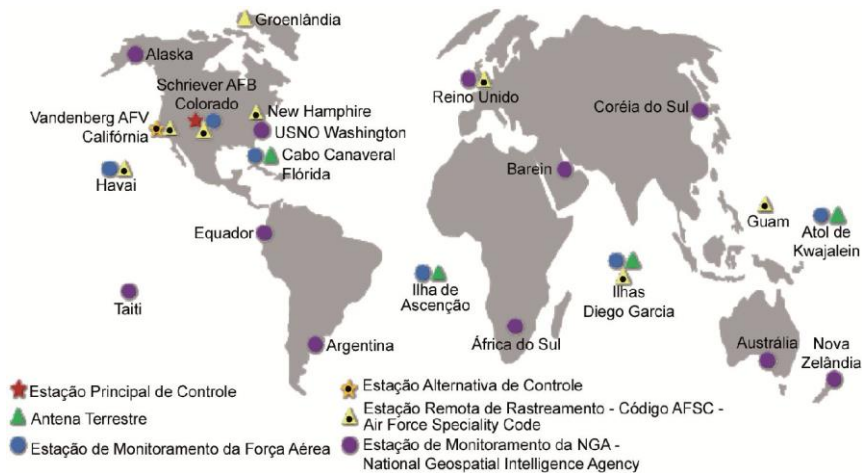 Groenlândia
Alaska
Schriever AFB
Colorado
Vandenberg AFV
Califórnia
New Hamphire
USNO Washington
Cabo Canaveral
Flórida
Havai
Reino Unido
Coréia do Sul
Barein
Guam
Atol de
Kwajalein
Equador
Ilha de
Ascenção
Ilhas
Diego Garcia
Taiti
Argentina
África do Sul
Austrália
Nova
Zelândia
Estação Principal de Controle
Antena Terrestre
Estação de Monitoramento da Força Aérea
Estação Alternativa de Controle
Estação Remota de Rastreamento - Código AFSC -
Air Force Speciality Code
Estação de Monitoramento da NGA -
National Geospatial Intelligence Agency